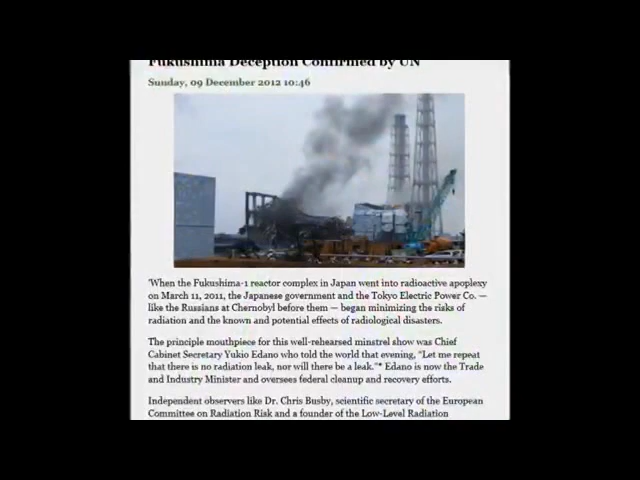 Fukushima Deception Confirmed by UN
Sunday, 09 December 2012 10:46
'When the Fukushima-1 reactor complex in Japan went into radioactive apoplexy
on March 11, 2011, the Japanese government and the Tokyo Electric Power Co. —
like the Russians at Chernobyl before them — began minimizing the risks of
radiation and the known and potential effects of radiological disasters.
The principle mouthpiece for this well-rehearsed minstrel show was Chief
Cabinet Secretary Yukio Edano who told the world that evening, “Let me repeat
that there is no radiation leak, nor will there be a leak.”* Edano is now the Trade
and Industry Minister and oversees federal cleanup and recovery efforts.
Independent observers like Dr. Chris Busby, scientific secretary of the European
Committee on Radiation Risk and a founder of the Low-Level Radiation